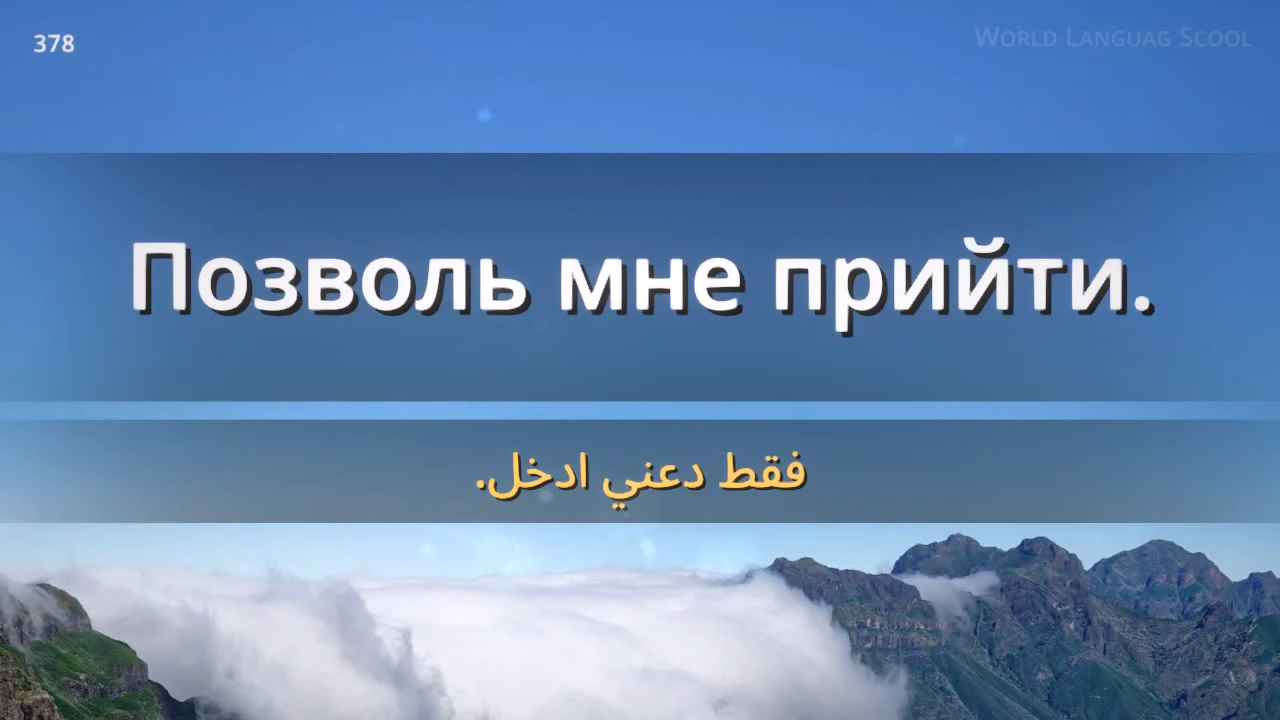 378
World Languag Scool
Позволь мне прийти.
فقط دعني ادخل.